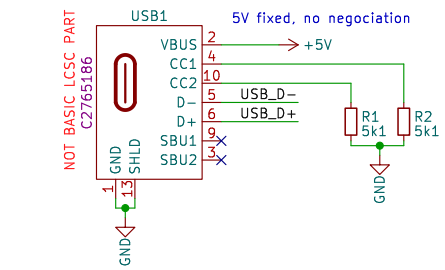 USB1
5V fixed, no negociation
NOT BASIC LCSC PART
C2765186
VBUS 2 +5V
CC1 4
CC2 10
D- 5 USB_D-
D+ 6 USB_D+
SBU1 9
SBU2 3
GND 1
SHLD 13
GND
R1
5k1
R2
5k1
GND